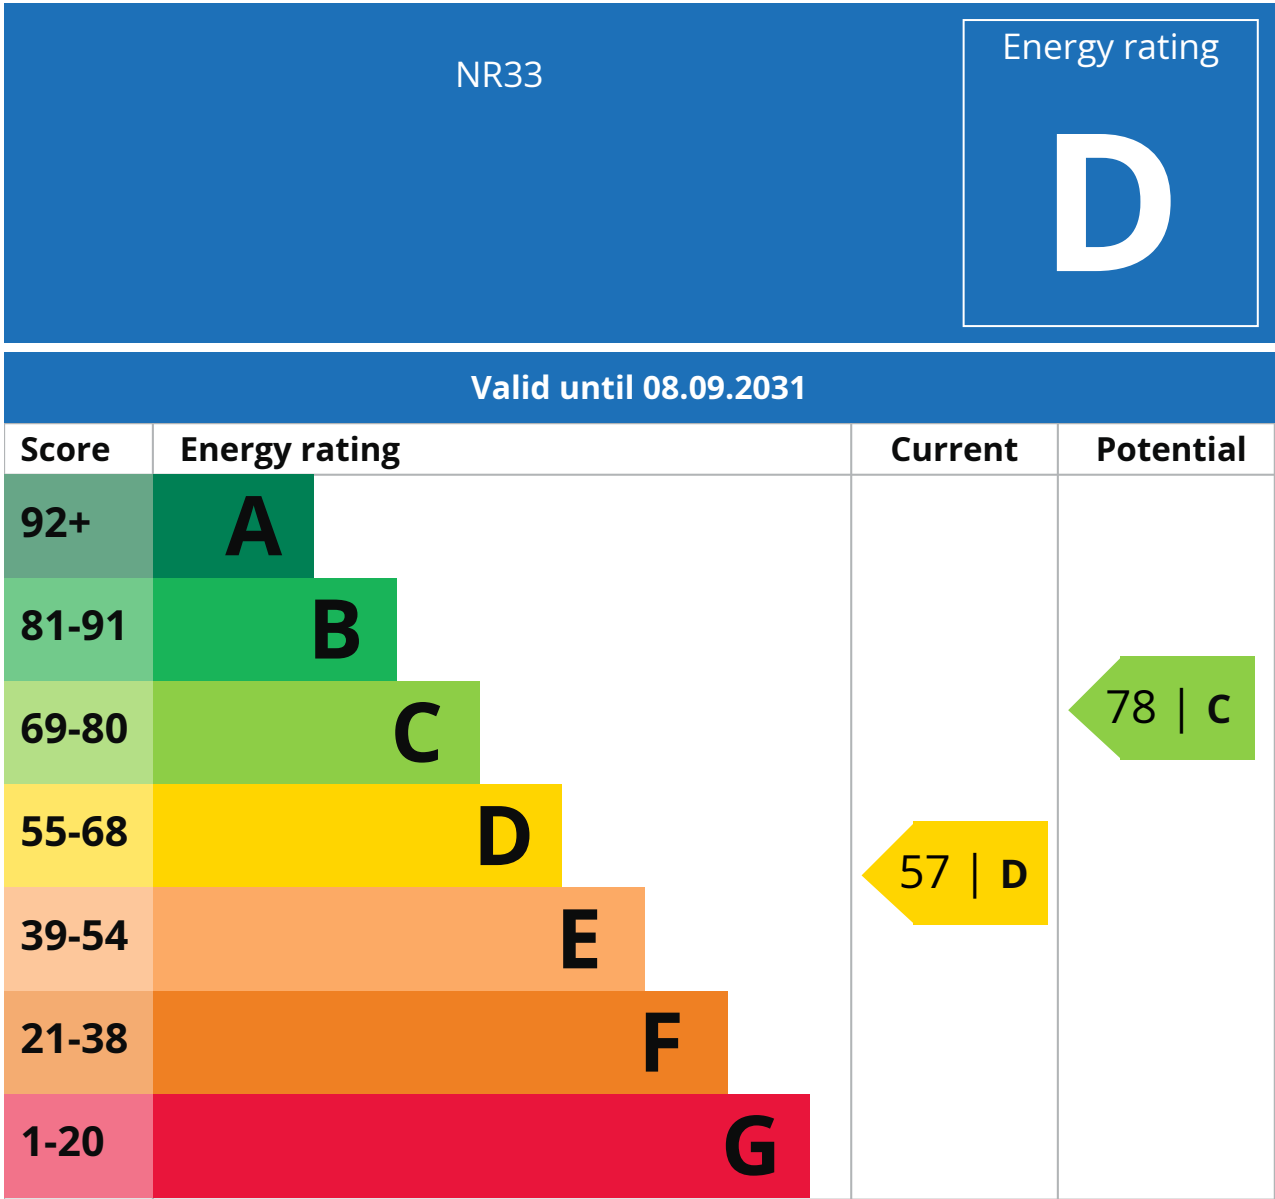 NR33
Energy rating
D
Valid until 08.09.2031
Score Energy rating Current Potential
92+ A
81-91 B
69-80 C
78 | C
55-68 D
57 | D
39-54 E
21-38 F
1-20 G